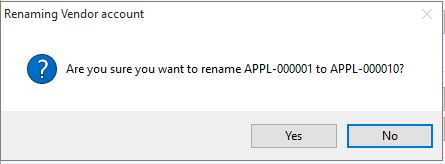 Renaming Vendor account
Are you sure you want to rename APPL-000001 to APPL-000010?
Yes
No